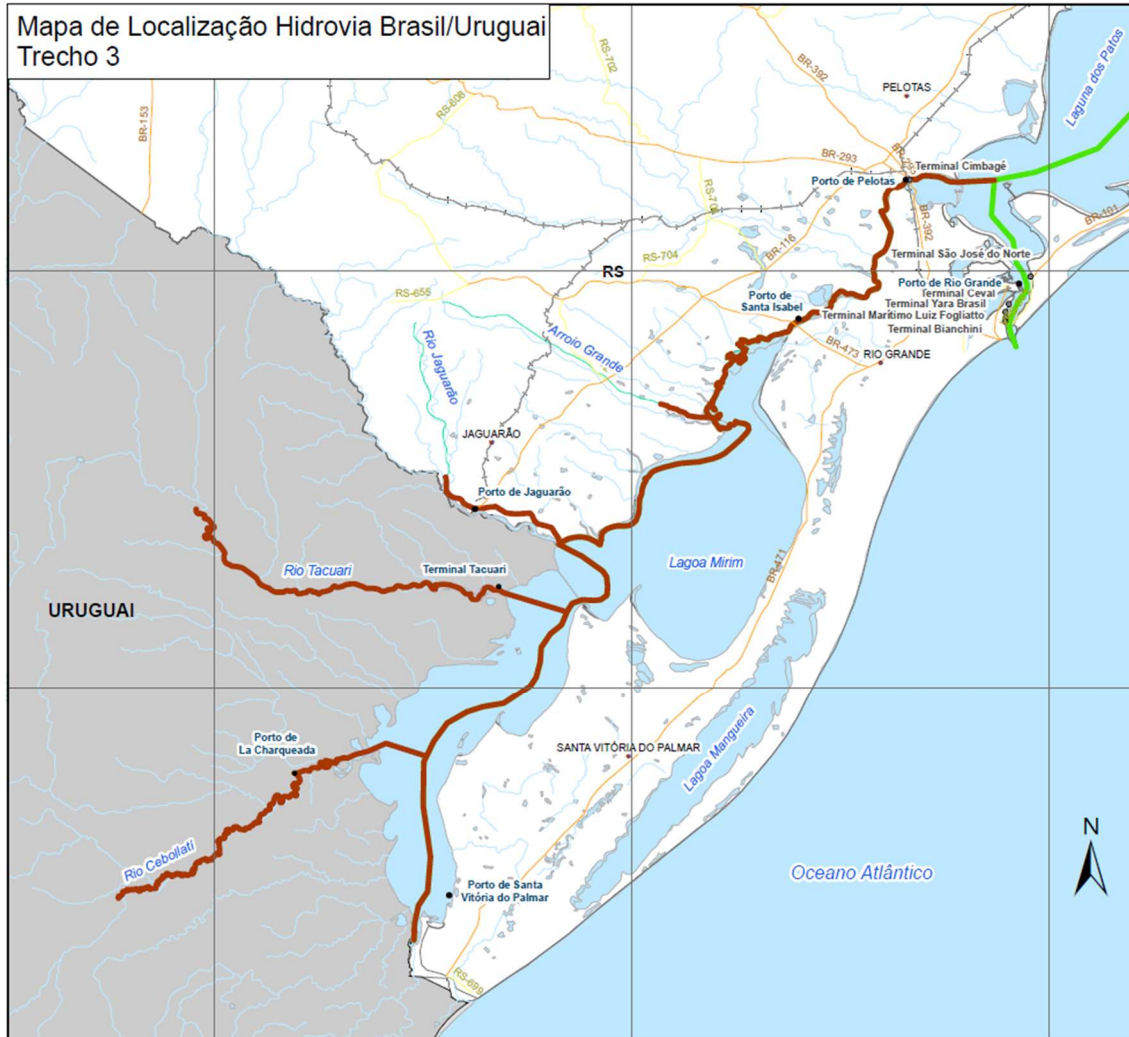 Mapa de Localização Hidrovia Brasil/Uruguai
Trecho 3
RS-702
BR-392
PELOTAS
Laguna dos Patos
RS-608
BR-153
BR-293
Terminal Cimbagé
Porto de Pelotas
BR-392
BR-101
RS-704
BR-116
RS
Terminal São José do Norte
Porto de Rio Grande
Terminal Ceval
Terminal Yara Brasil
Terminal Marítimo Luiz Fogliatto
Terminal Bianchini
RS-655
Porto de
Santa Isabel
Arroio Grande
BR-473
RIO GRANDE
Rio Jaguarão
JAGUARÃO
Porto de Jaguarão
Rio Tacuari
Terminal Tacuari
Lagoa Mirim
BR-471
URUGUAI
Porto de
La Charqueada
SANTA VITÓRIA DO PALMAR
Lagoa Mangueira
Rio Cebollati
Porto de Santa
Vitória do Palmar
Oceano Atlântico
N
RS-699